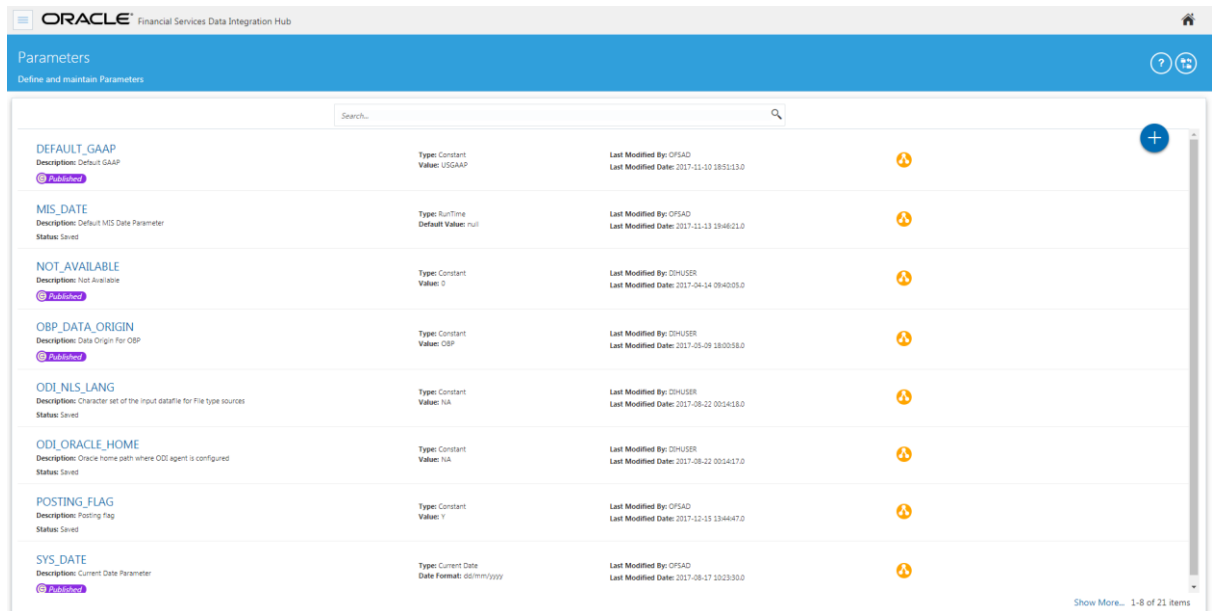 ORACLE® Financial Services Data Integration Hub
Parameters
Define and maintain Parameters
Search...
DEFAULT_GAAP
Description: Default GAAP
Published
Type: Constant
Value: USGAAP
Last Modified By: OFSAD
Last Modified Date: 2017-11-10 18:51:13.0
MIS_DATE
Description: Default MIS Date Parameter
Status: Saved
Type: RunTime
Default Value: null
Last Modified By: OFSAD
Last Modified Date: 2017-11-13 19:46:21.0
NOT_AVAILABLE
Description: Not Available
Published
Type: Constant
Value: 0
Last Modified By: DIHUSER
Last Modified Date: 2017-04-14 09:40:05.0
OBP_DATA_ORIGIN
Description: Data Origin For OBP
Published
Type: Constant
Value: OBP
Last Modified By: DIHUSER
Last Modified Date: 2017-05-09 18:00:58.0
ODI_NLS_LANG
Description: Character set of the input datafile for File type sources
Status: Saved
Type: Constant
Value: NA
Last Modified By: DIHUSER
Last Modified Date: 2017-08-22 00:14:18.0
ODI_ORACLE_HOME
Description: Oracle home path where ODI agent is configured
Status: Saved
Type: Constant
Value: NA
Last Modified By: DIHUSER
Last Modified Date: 2017-08-22 00:14:17.0
POSTING_FLAG
Description: Posting flag
Status: Saved
Type: Constant
Value: Y
Last Modified By: OFSAD
Last Modified Date: 2017-12-15 13:44:47.0
SYS_DATE
Description: Current Date Parameter
Published
Type: Current Date
Date Format: dd/mm/yyyy
Last Modified By: OFSAD
Last Modified Date: 2017-08-17 10:23:30.0
Show More... 1-8 of 21 items